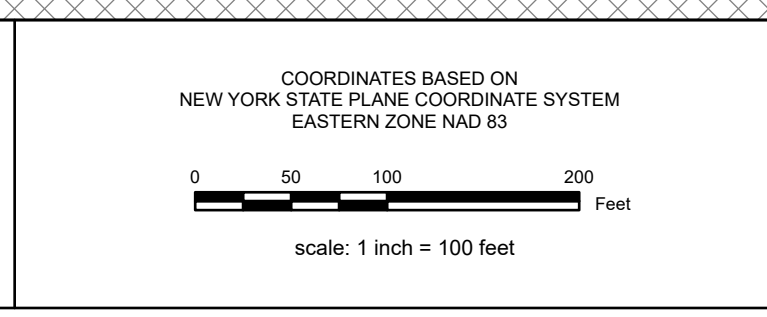 COORDINATES BASED ON
NEW YORK STATE PLANE COORDINATE SYSTEM
EASTERN ZONE NAD 83
0 50 100 200
Feet
scale: 1 inch = 100 feet